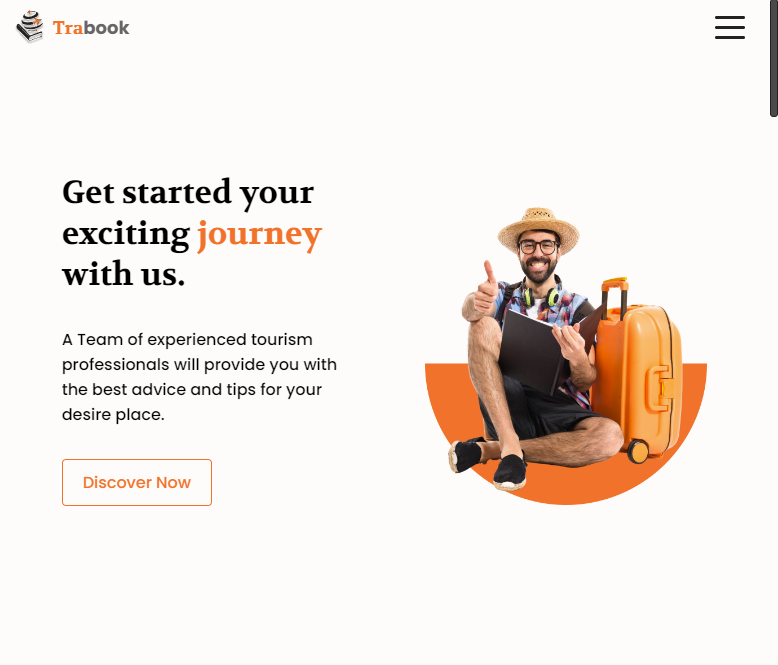 Trabook
Get started your
exciting journey
with us.
A Team of experienced tourism
professionals will provide you with
the best advice and tips for your
desire place.
Discover Now